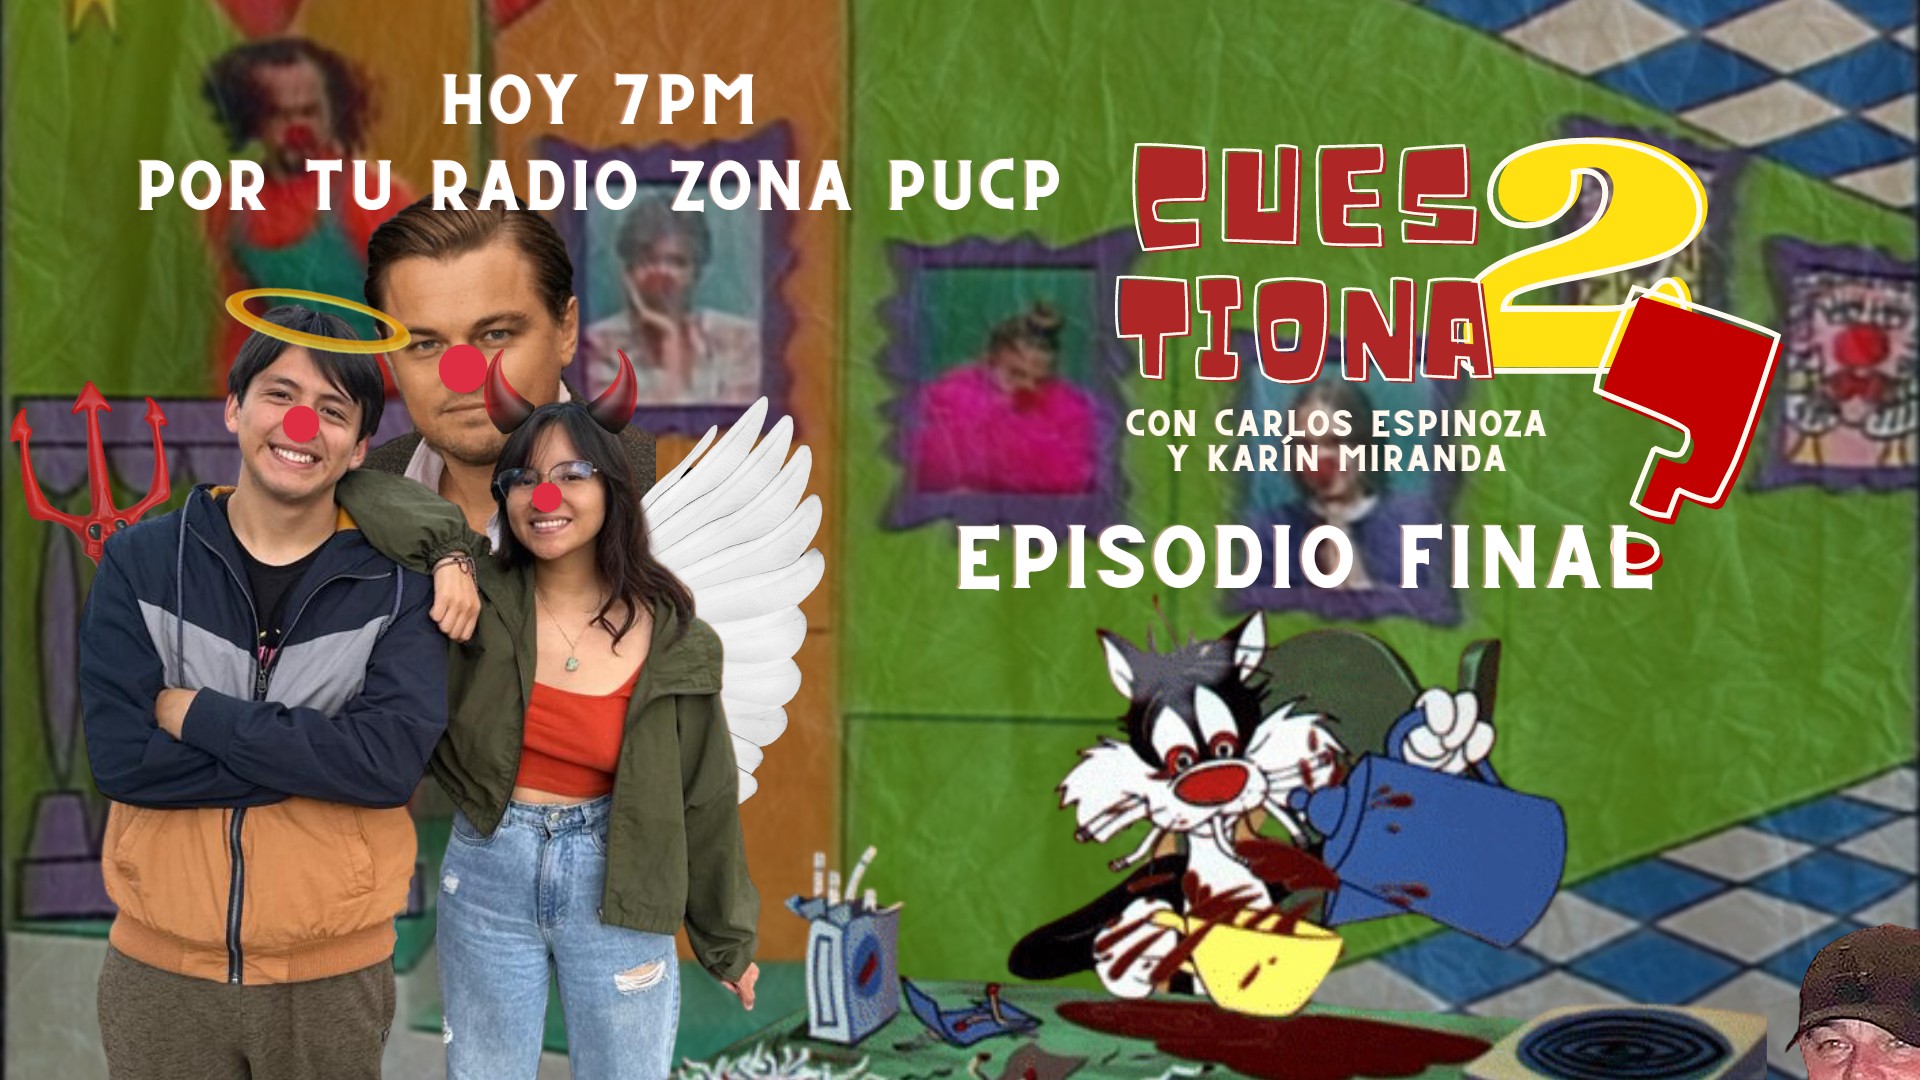 HOY 7PM
POR TU RADIO ZONA PUCP
CUES
TIONA
2
?
CON CARLOS ESPINOZA
Y KARÍN MIRANDA
EPISODIO FINAL